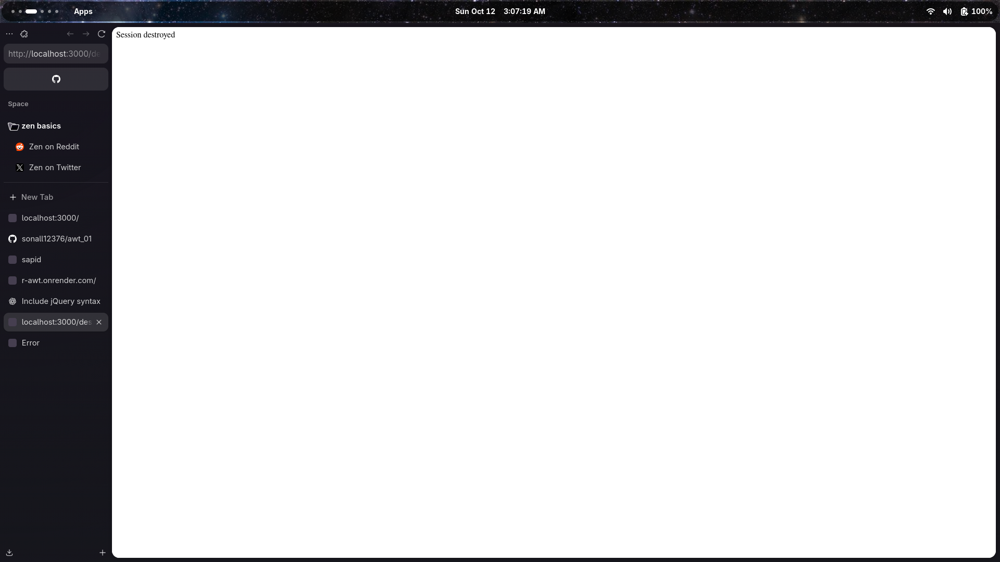 Apps
Sun Oct 12 3:07:19 AM
100%
http://localhost:3000/de
Session destroyed
Space
zen basics
Zen on Reddit
Zen on Twitter
New Tab
localhost:3000/
sonall12376/awt_01
sapid
r-awt.onrender.com/
Include jQuery syntax
localhost:3000/des
Error